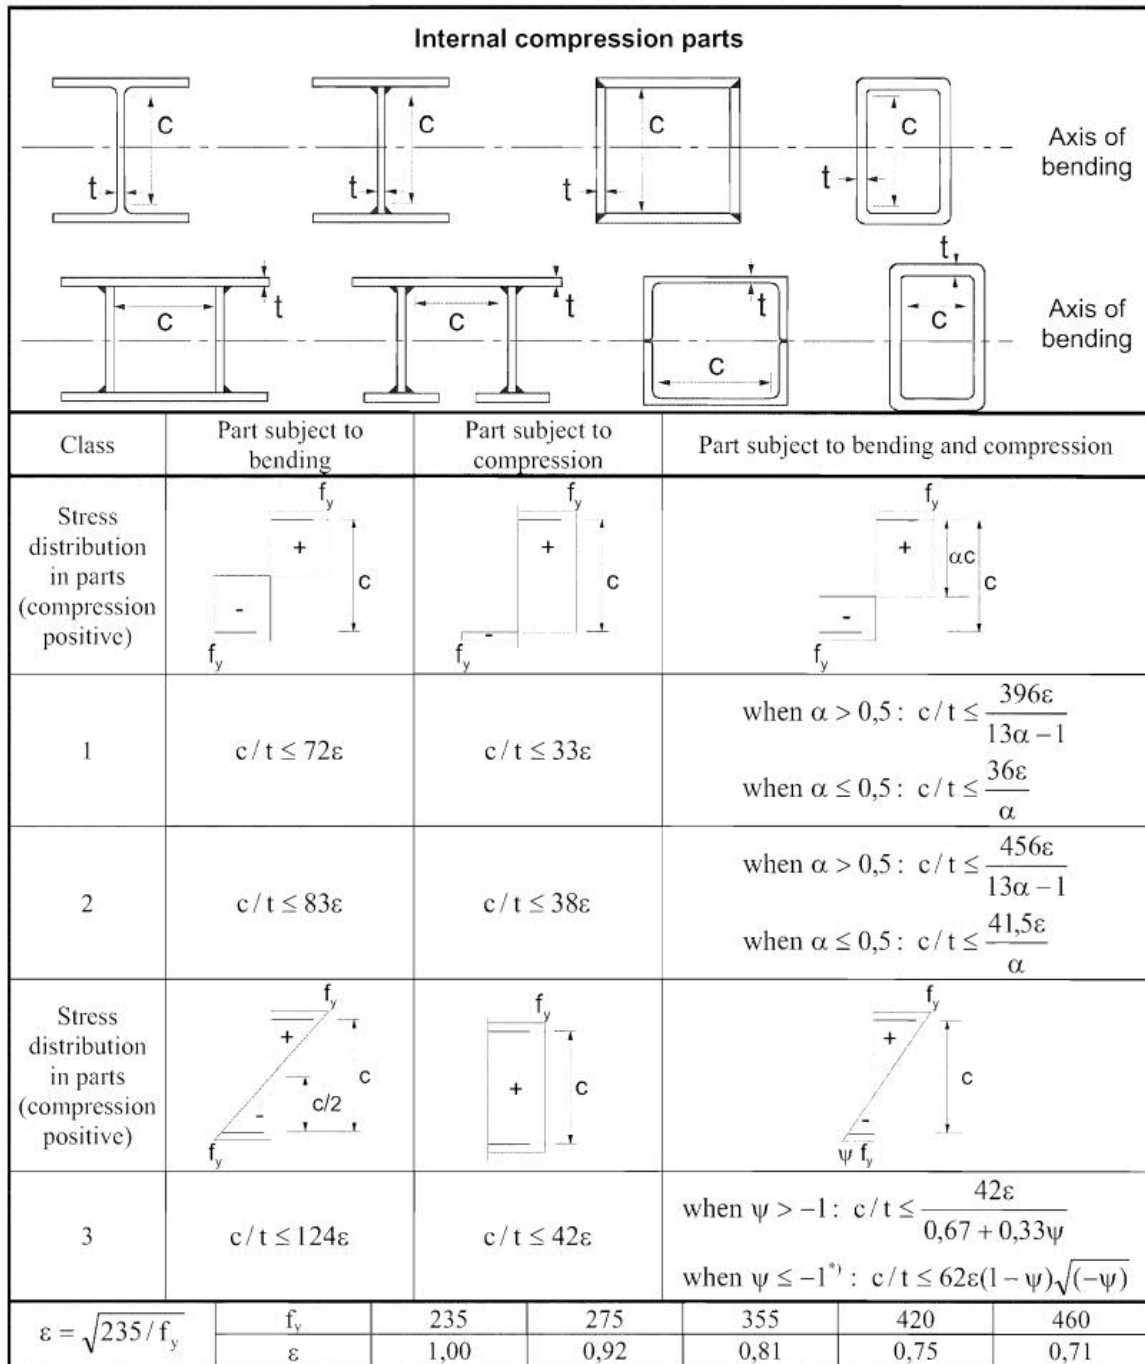 Internal compression parts
c c c c
Axis of bending
t t t t
t
t t t
c c c c
Axis of bending
Class
Part subject to bending
Part subject to compression
Part subject to bending and compression
Stress distribution in parts (compression positive)
f_y + c - f_y
f_y + c - f_y
f_y + αc c - f_y
1
c / t ≤ 72ε
c / t ≤ 33ε
when α > 0,5 : c / t ≤ 396ε / (13α − 1)
when α ≤ 0,5 : c / t ≤ 36ε / α
2
c / t ≤ 83ε
c / t ≤ 38ε
when α > 0,5 : c / t ≤ 456ε / (13α − 1)
when α ≤ 0,5 : c / t ≤ 41,5ε / α
Stress distribution in parts (compression positive)
f_y + c c/2 - f_y
f_y + c
f_y + c - ψ f_y
3
c / t ≤ 124ε
c / t ≤ 42ε
when ψ > −1 : c / t ≤ 42ε / (0,67 + 0,33ψ)
when ψ ≤ −1*) : c / t ≤ 62ε(1 − ψ)√(−ψ)
ε = √235 / f_y
f_y 235 275 355 420 460
ε 1,00 0,92 0,81 0,75 0,71